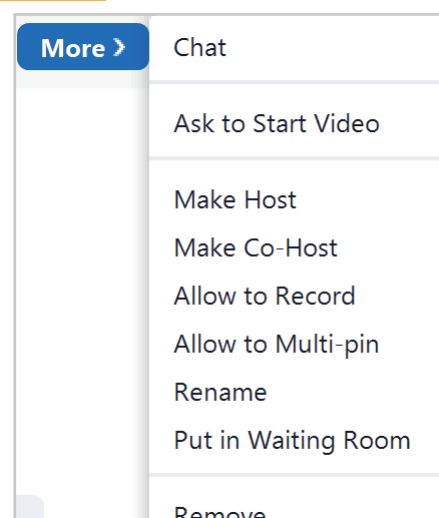 More >
Chat
Ask to Start Video
Make Host
Make Co-Host
Allow to Record
Allow to Multi-pin
Rename
Put in Waiting Room
Remove